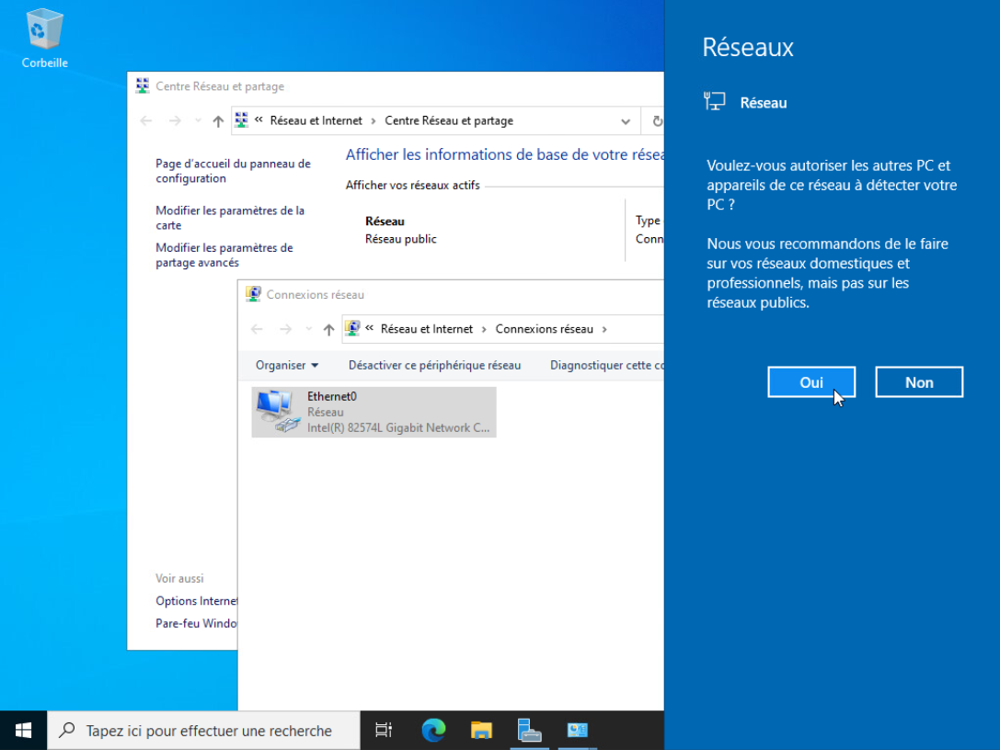 Corbeille
Centre Réseau et partage
« Réseau et Internet › Centre Réseau et partage
Page d'accueil du panneau de
configuration
Modifier les paramètres de la
carte
Modifier les paramètres de
partage avancés
Voir aussi
Options Internet
Pare-feu Windo
Afficher les informations de base de votre résea
Afficher vos réseaux actifs
Réseau
Réseau public
Type
Conn
Connexions réseau
« Réseau et Internet › Connexions réseau ›
Organiser
Désactiver ce périphérique réseau
Diagnostiquer cette co
Ethernet0
Réseau
Intel(R) 82574L Gigabit Network C...
Réseaux
Réseau
Voulez-vous autoriser les autres PC et
appareils de ce réseau à détecter votre
PC ?
Nous vous recommandons de le faire
sur vos réseaux domestiques et
professionnels, mais pas sur les
réseaux publics.
Oui
Non
Tapez ici pour effectuer une recherche